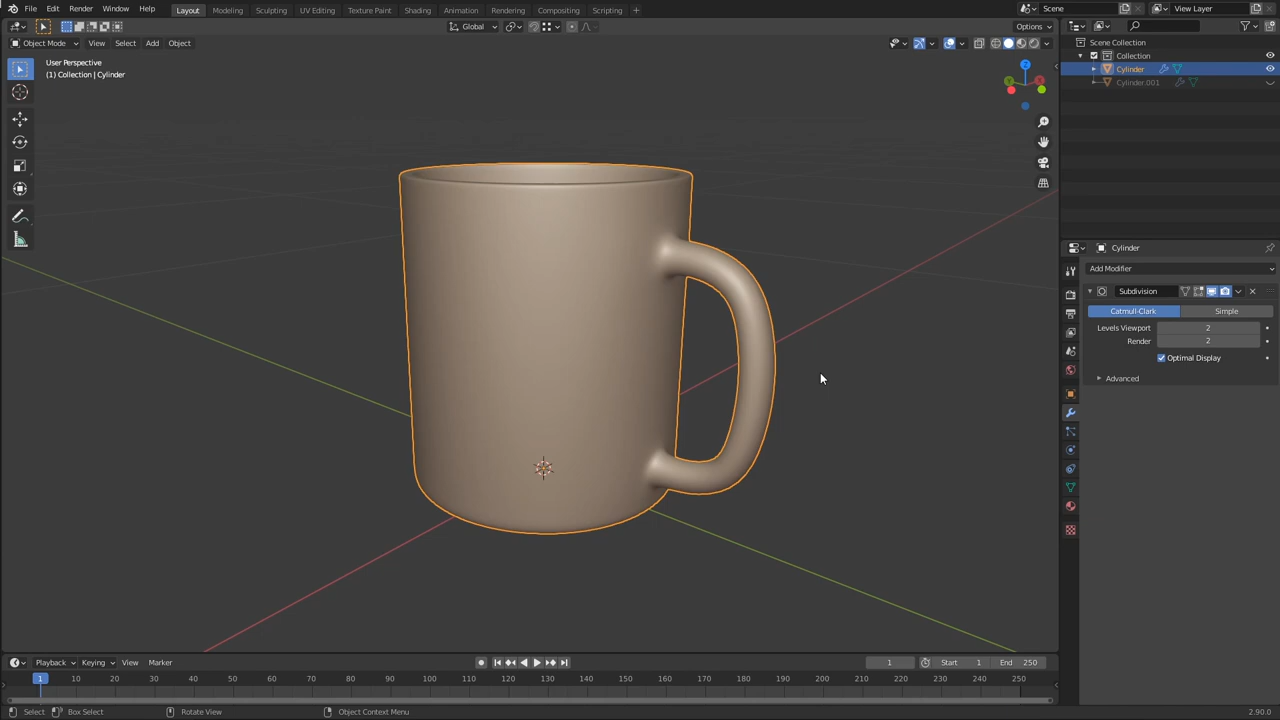 File Edit Render Window Help Layout Modeling Sculpting UV Editing Texture Paint Shading Animation Rendering Compositing Scripting + Scene View Layer
Global Options
Object Mode View Select Add Object
User Perspective
(1) Collection | Cylinder
Z
Y
X
Scene Collection
Collection
Cylinder
Cylinder.001
Cylinder
Add Modifier
Subdivision
Catmull-Clark Simple
Levels Viewport 2
Render 2
Optimal Display
Advanced
Playback Keying View Marker 1 Start 1 End 250
1 10 20 30 40 50 60 70 80 90 100 110 120 130 140 150 160 170 180 190 200 210 220 230 240 250
Select Box Select Rotate View Object Context Menu 2.90.0